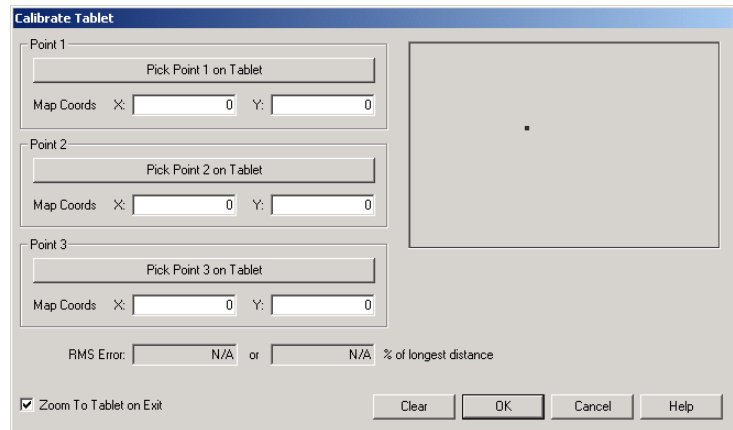 Calibrate Tablet
Point 1
Pick Point 1 on Tablet
Map Coords X: 0 Y: 0
Point 2
Pick Point 2 on Tablet
Map Coords X: 0 Y: 0
Point 3
Pick Point 3 on Tablet
Map Coords X: 0 Y: 0
RMS Error: N/A or N/A % of longest distance
Zoom To Tablet on Exit
Clear OK Cancel Help